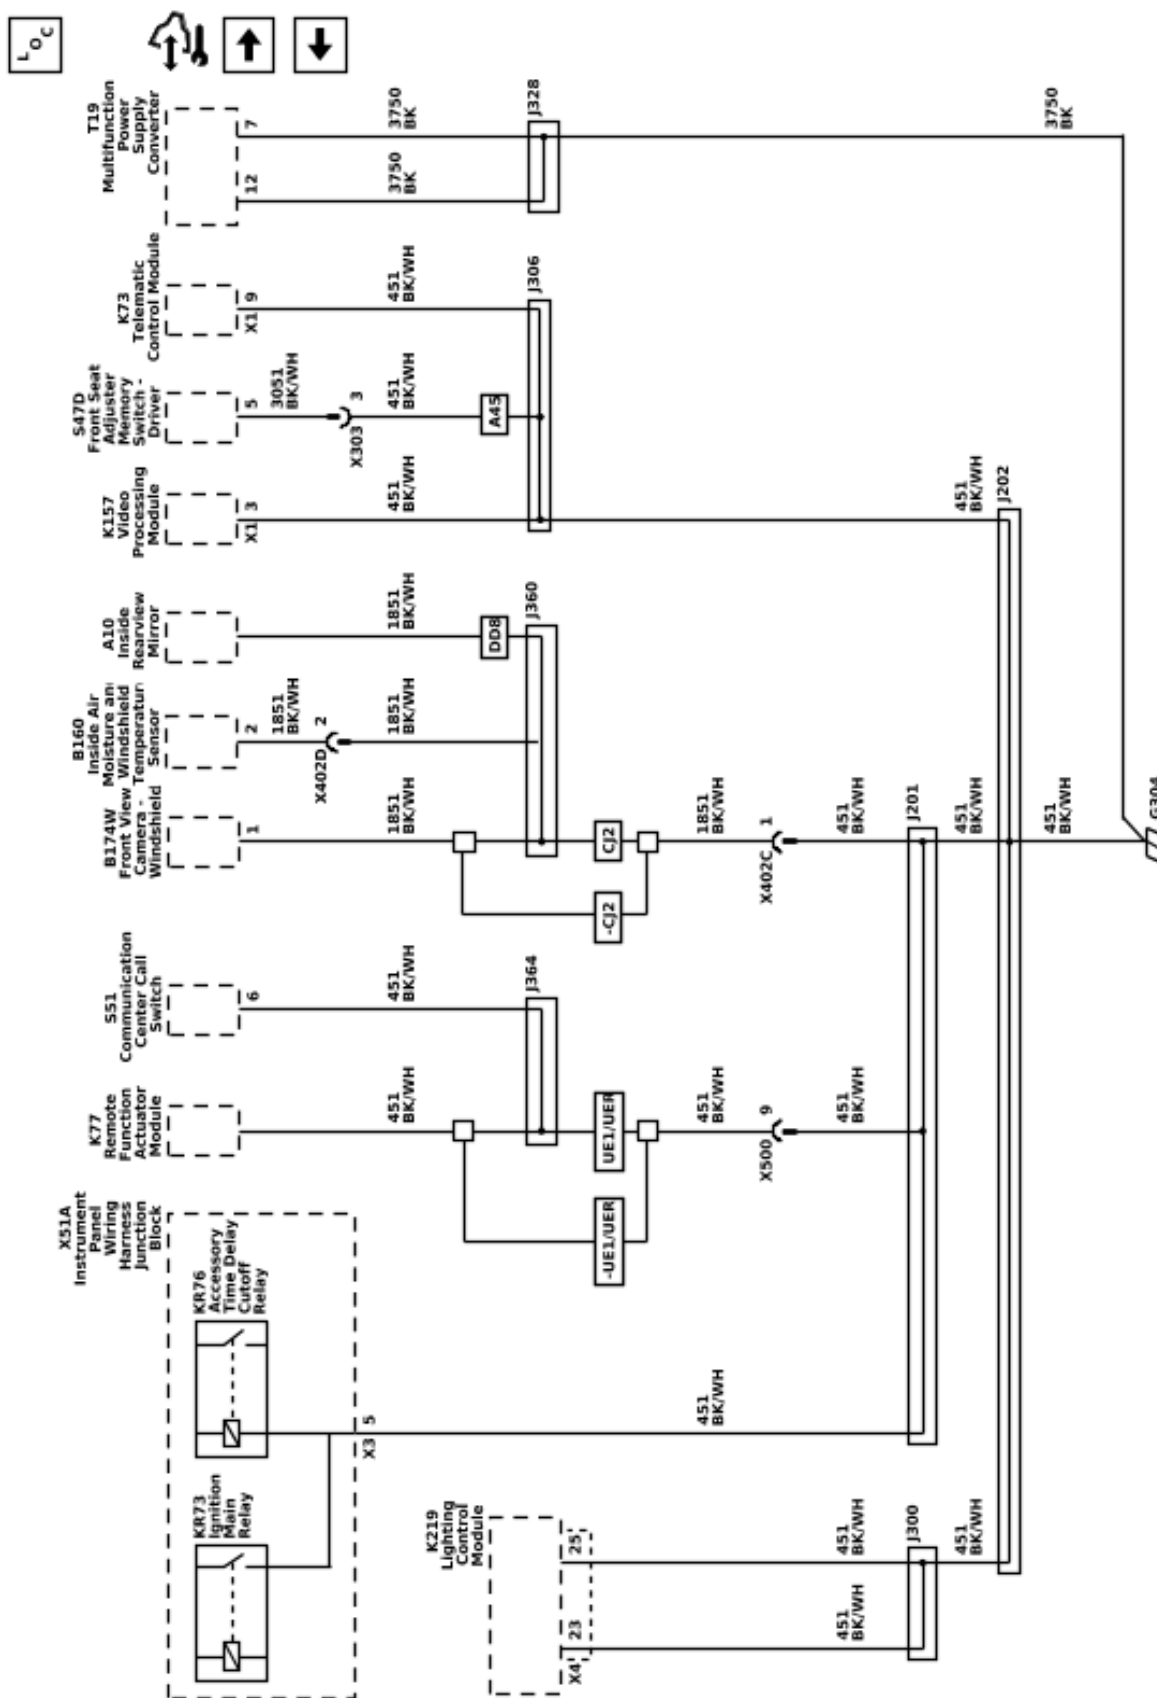 X51A
Instrument
Panel
Wiring
Harness
Junction
Block
KR73
Ignition
Main
Relay
KR76
Accessory
Time Delay
Cutoff
Relay
X3 5
451
BK/WH
K219
Lighting
Control
Module
X4 23 25
451
BK/WH
451
BK/WH
J300
451
BK/WH
K77
Remote
Function
Actuator
Module
451
BK/WH
-UE1/UER
UE1/UER
451
BK/WH
X500 9
451
BK/WH
S51
Communication
Center Call
Switch
6
451
BK/WH
J364
B174W
Front View
Camera -
Windshield
1
1851
BK/WH
-CJ2
CJ2
1851
BK/WH
X402C 1
451
BK/WH
J201
451
BK/WH
451
BK/WH
G304
B160
Inside Air
Moisture an
Windshield
Temperatur
Sensor
2
1851
BK/WH
X402D 2
1851
BK/WH
A10
Inside
Rearview
Mirror
1851
BK/WH
DD8
J360
K157
Video
Processing
Module
X1 3
451
BK/WH
451
BK/WH
J202
S47D
Front Seat
Adjuster
Memory
Switch -
Driver
5
3051
BK/WH
X303 3
451
BK/WH
A45
K73
Telematic
Control Module
X1 9
451
BK/WH
J306
T19
Multifunction
Power
Supply
Converter
12 7
3750
BK
3750
BK
J328
3750
BK
LOC